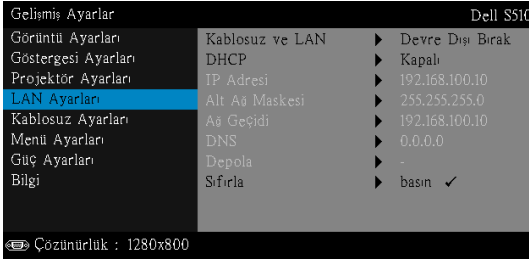 Gelişmiş Ayarlar Dell S510
Görüntü Ayarları
Göstergesi Ayarları
Projektör Ayarları
LAN Ayarları
Kablosuz Ayarları
Menü Ayarları
Güç Ayarları
Bilgi
Kablosuz ve LAN Devre Dışı Bırak
DHCP Kapalı
IP Adresi 192.168.100.10
Alt Ağ Maskesi 255.255.255.0
Ağ Geçidi 192.168.100.10
DNS 0.0.0.0
Depola -
Sıfırla basın ✓
Çözünürlük : 1280x800